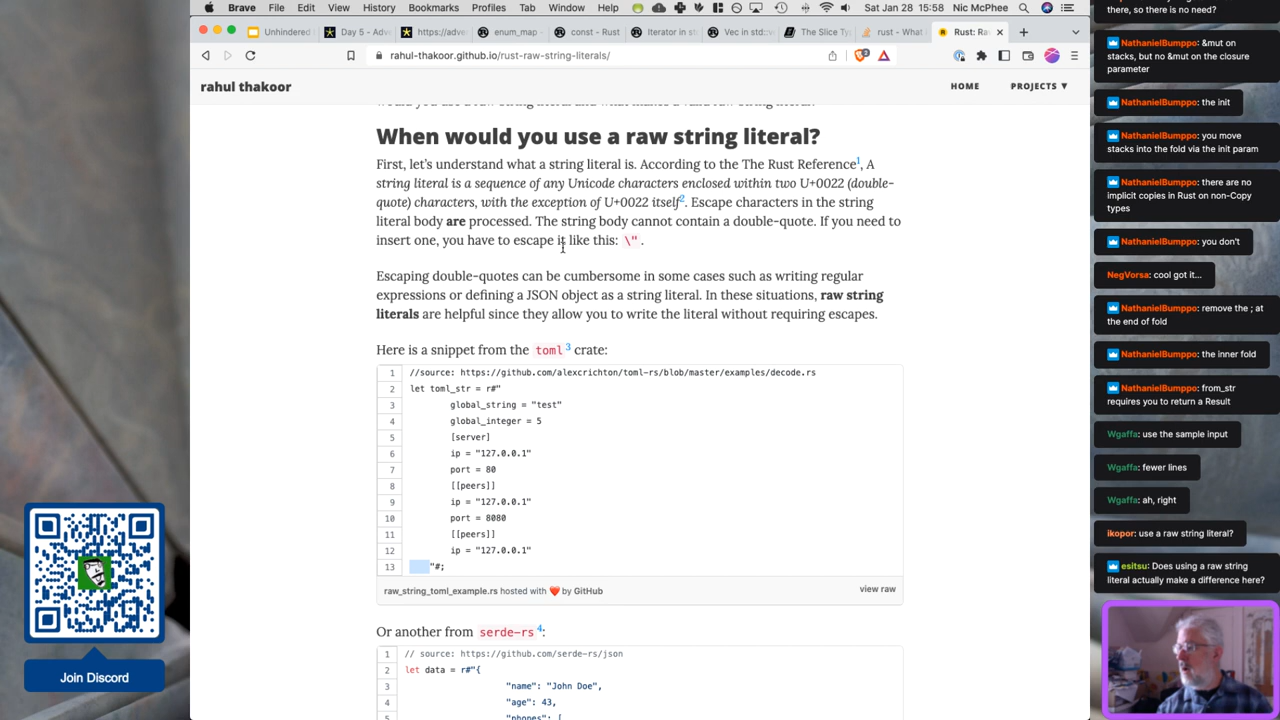 Brave File Edit View History Bookmarks Profiles Tab Window Help
Sat Jan 28 15:58 Nic McPhee
Unhindered Day 5 - Adve https://adve enum_map const - Rust Iterator in st Vec in std::v The Slice Ty rust - What Rust: Ra
rahul-thakoor.github.io/rust-raw-string-literals/
rahul thakoor
HOME PROJECTS ▼
When would you use a raw string literal?
First, let's understand what a string literal is. According to the The Rust Reference1, A
string literal is a sequence of any Unicode characters enclosed within two U+0022 (double-
quote) characters, with the exception of U+0022 itself2. Escape characters in the string
literal body are processed. The string body cannot contain a double-quote. If you need to
insert one, you have to escape it like this: \" .
Escaping double-quotes can be cumbersome in some cases such as writing regular
expressions or defining a JSON object as a string literal. In these situations, raw string
literals are helpful since they allow you to write the literal without requiring escapes.
Here is a snippet from the toml 3 crate:
1 //source: https://github.com/alexcrichton/toml-rs/blob/master/examples/decode.rs
2 let toml_str = r#"
3 global_string = "test"
4 global_integer = 5
5 [server]
6 ip = "127.0.0.1"
7 port = 80
8 [[peers]]
9 ip = "127.0.0.1"
10 port = 8080
11 [[peers]]
12 ip = "127.0.0.1"
13 "#;
raw_string_toml_example.rs hosted with ❤ by GitHub
view raw
Or another from serde-rs 4:
1 // source: https://github.com/serde-rs/json
2 let data = r#"{
3 "name": "John Doe",
4 "age": 43,
5 "phones": [
Join Discord
there, so there is no need?
NathanielBumppo: &mut on
stacks, but no &mut on the closure
parameter
NathanielBumppo: the init
NathanielBumppo: you move
stacks into the fold via the init param
NathanielBumppo: there are no
implicit copies in Rust on non-Copy
types
NathanielBumppo: you don't
NegVorsa: cool got it...
NathanielBumppo: remove the ; at
the end of fold
NathanielBumppo: the inner fold
NathanielBumppo: from_str
requires you to return a Result
Wgaffa: use the sample input
Wgaffa: fewer lines
Wgaffa: ah, right
ikopor: use a raw string literal?
esitsu: Does using a raw string
literal actually make a difference here?